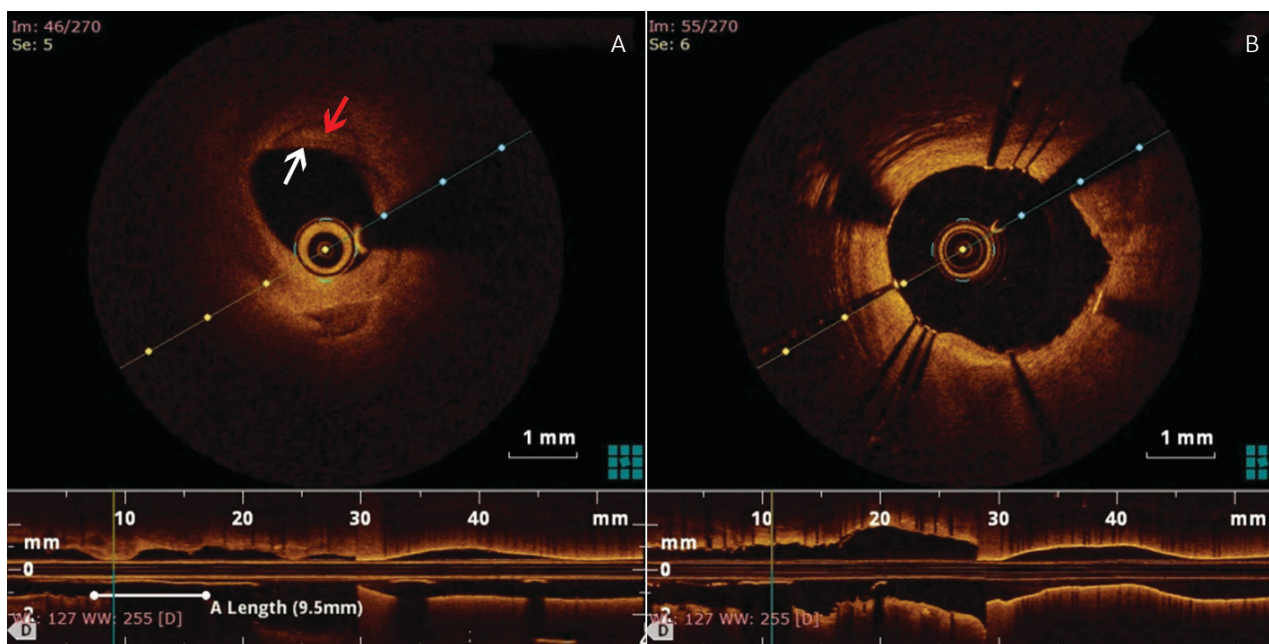 Im: 46/270
Se: 5
A
1 mm
10 20 30 40 mm
mm
0
2
A Length (9.5mm)
WL: 127 WW: 255 [D]
D
Im: 55/270
Se: 6
B
1 mm
10 20 30 40 mm
mm
0
2
WL: 127 WW: 255 [D]
D